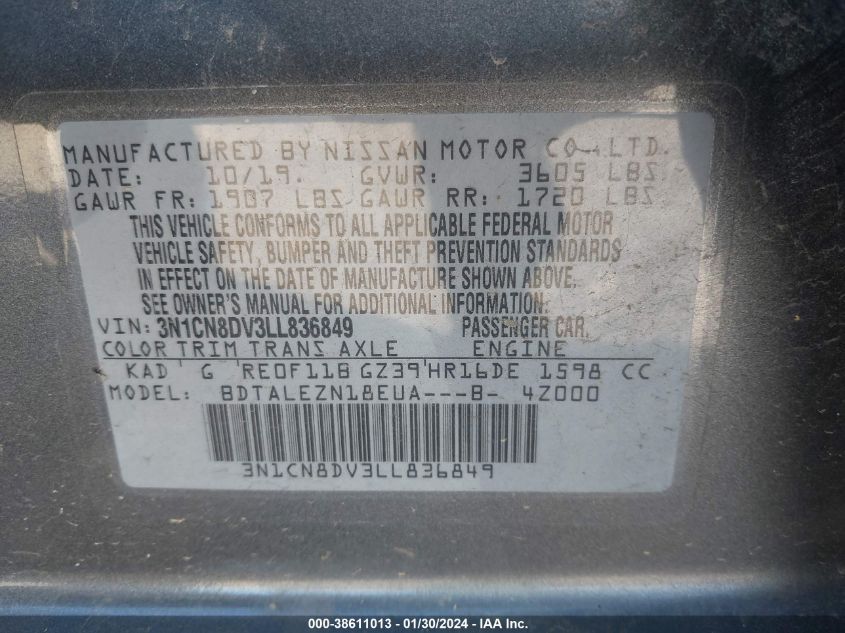 MANUFACTURED BY NISSAN MOTOR CO.,LTD.
DATE: 10/19. GVWR: 3605 LBS
GAWR FR: 1907 LBS GAWR RR: 1720 LBS
THIS VEHICLE CONFORMS TO ALL APPLICABLE FEDERAL MOTOR
VEHICLE SAFETY, BUMPER AND THEFT PREVENTION STANDARDS
IN EFFECT ON THE DATE OF MANUFACTURE SHOWN ABOVE.
SEE OWNER'S MANUAL FOR ADDITIONAL INFORMATION.
VIN: 3N1CN8DV3LL836849 PASSENGER CAR.
COLOR TRIM TRANS AXLE ENGINE
KAD G RE0F11B GZ39 HR16DE 1598 CC
MODEL: BDTALEZN18EUA---B- 4Z000
3N1CN8DV3LL836849
000-38611013 - 01/30/2024 - IAA Inc.